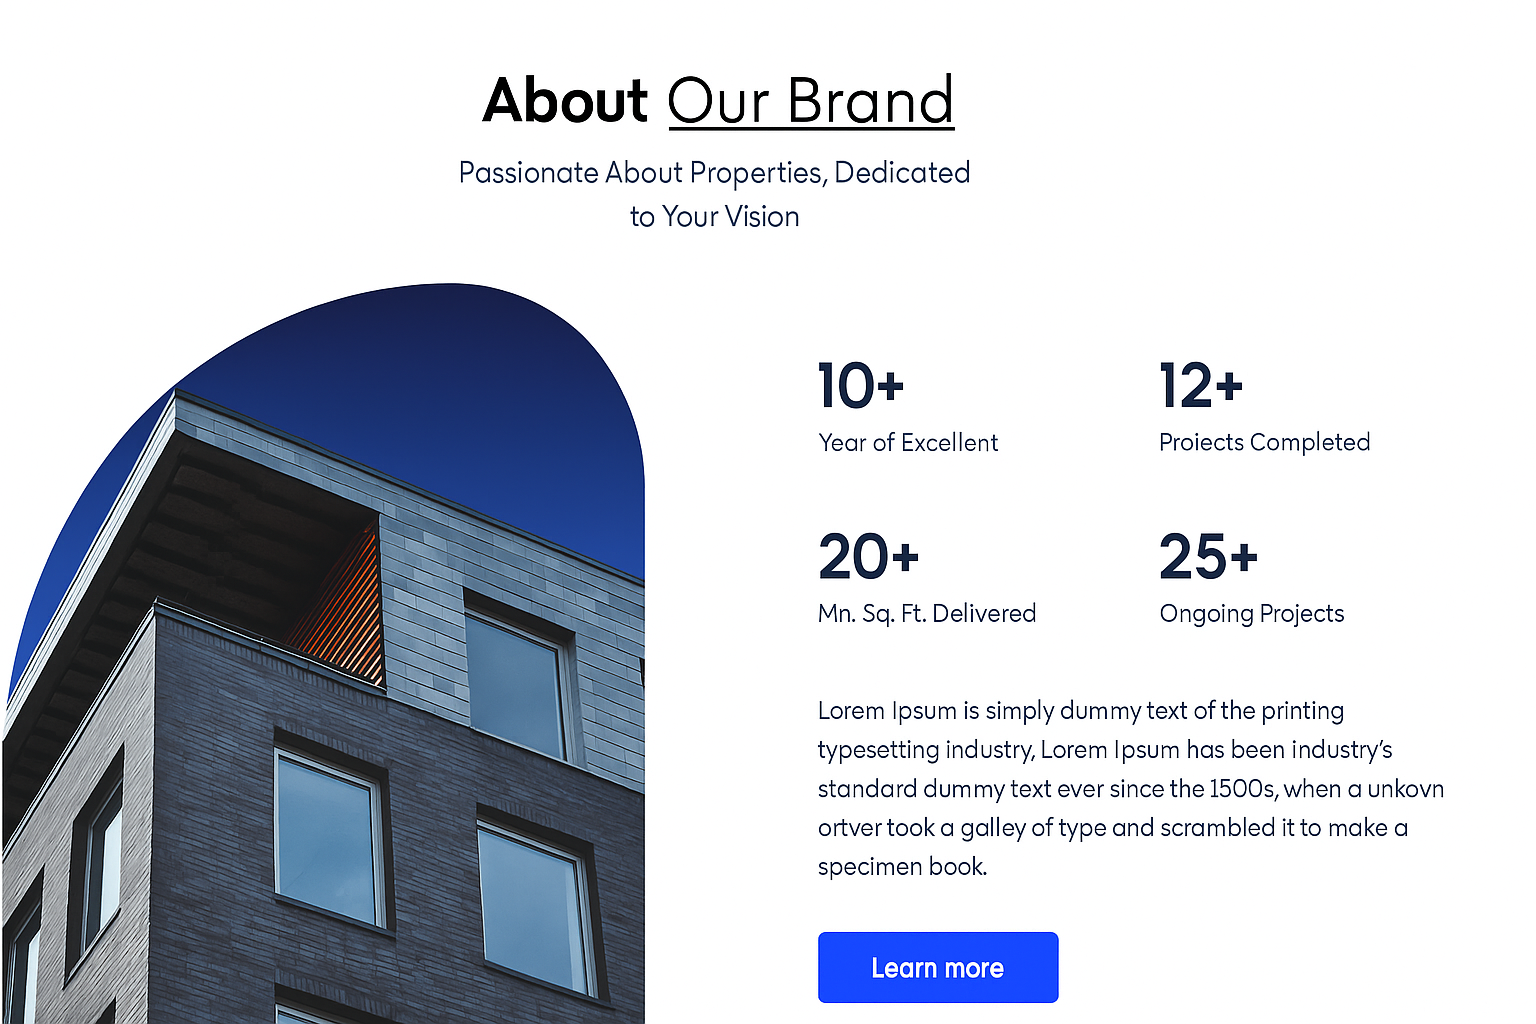 About Our Brand
Passionate About Properties, Dedicated
to Your Vision
10+
Year of Excellent
12+
Proiects Completed
20+
Mn. Sq. Ft. Delivered
25+
Ongoing Projects
Lorem Ipsum is simply dummy text of the printing
typesetting industry, Lorem Ipsum has been industry’s
standard dummy text ever since the 1500s, when a unkovn
ortver took a galley of type and scrambled it to make a
specimen book.
Learn more